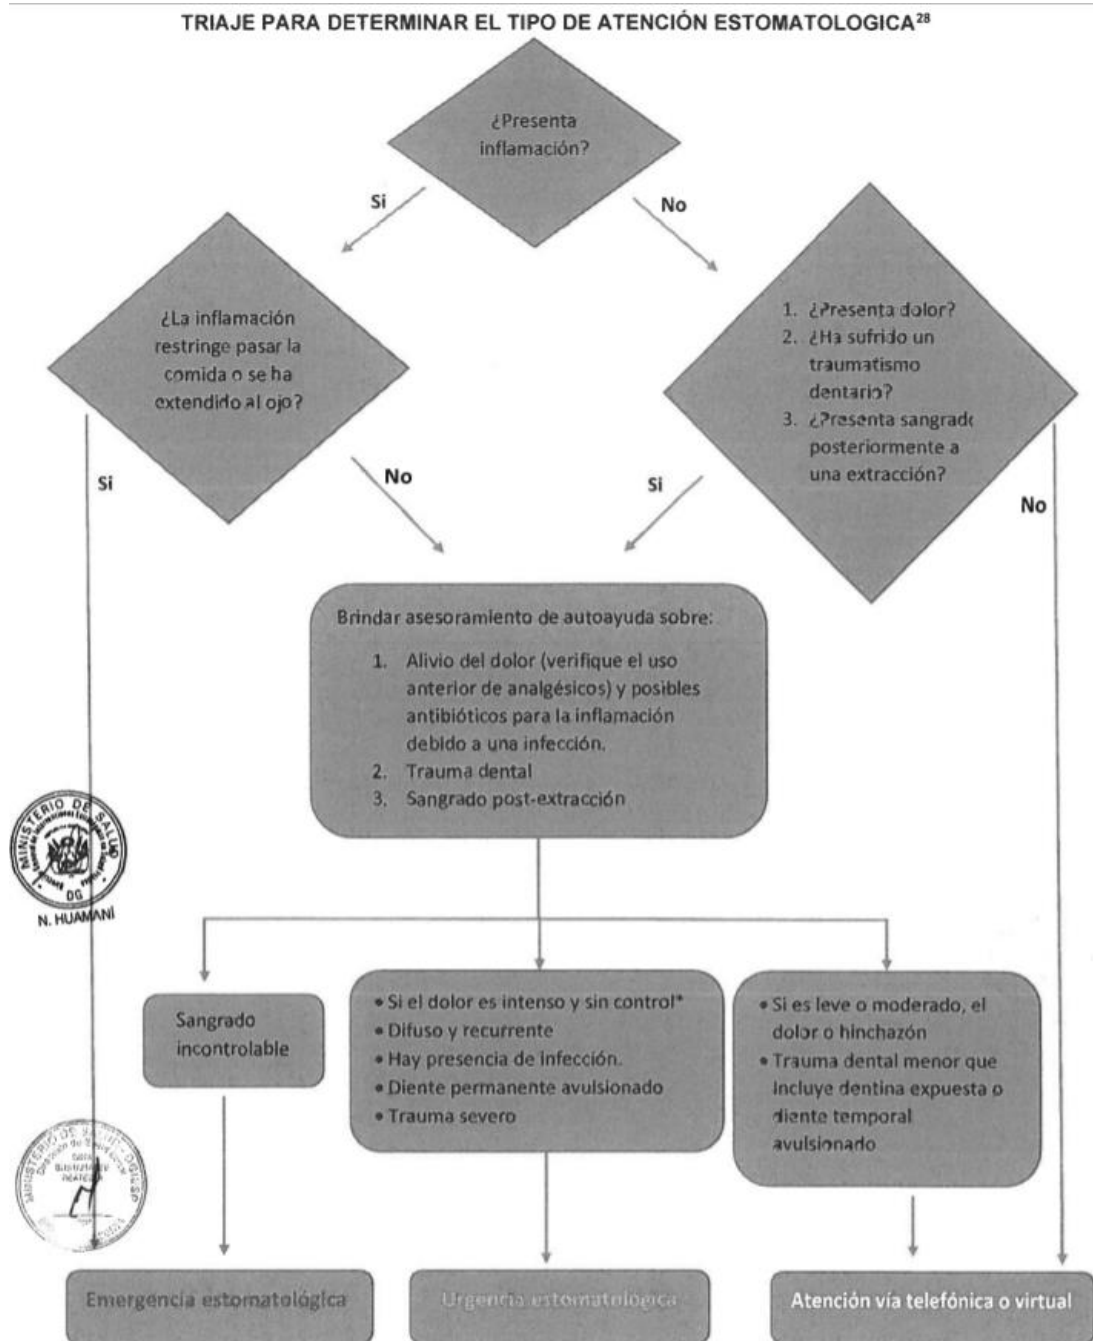 TRIAJE PARA DETERMINAR EL TIPO DE ATENCIÓN ESTOMATOLOGICA²⁸
¿Presenta
inflamación?
Si
No
¿La inflamación
restringe pasar la
comida o se ha
extendido al ojo?
1. ¿Presenta dolor?
2. ¿Ha sufrido un
traumatismo
dentario?
3. ¿Presenta sangrado
posteriormente a
una extracción?
Si
No
Si
No
Brindar asesoramiento de autoayuda sobre:
1. Alivio del dolor (verifique el uso
anterior de analgésicos) y posibles
antibióticos para la inflamación
debido a una infección.
2. Trauma dental
3. Sangrado post-extracción
MINISTERIO DE SALUD
DG
N. HUAMANÍ
Sangrado
incontrolable
• Si el dolor es intenso y sin control*
• Difuso y recurrente
• Hay presencia de infección.
• Diente permanente avulsionado
• Trauma severo
• Si es leve o moderado, el
dolor o hinchazón
• Trauma dental menor que
incluye dentina expuesta o
diente temporal
avulsionado
MINISTERIO DE SALUD - DGIESP
Emergencia estomatológica
Urgencia estomatológica
Atención vía telefónica o virtual